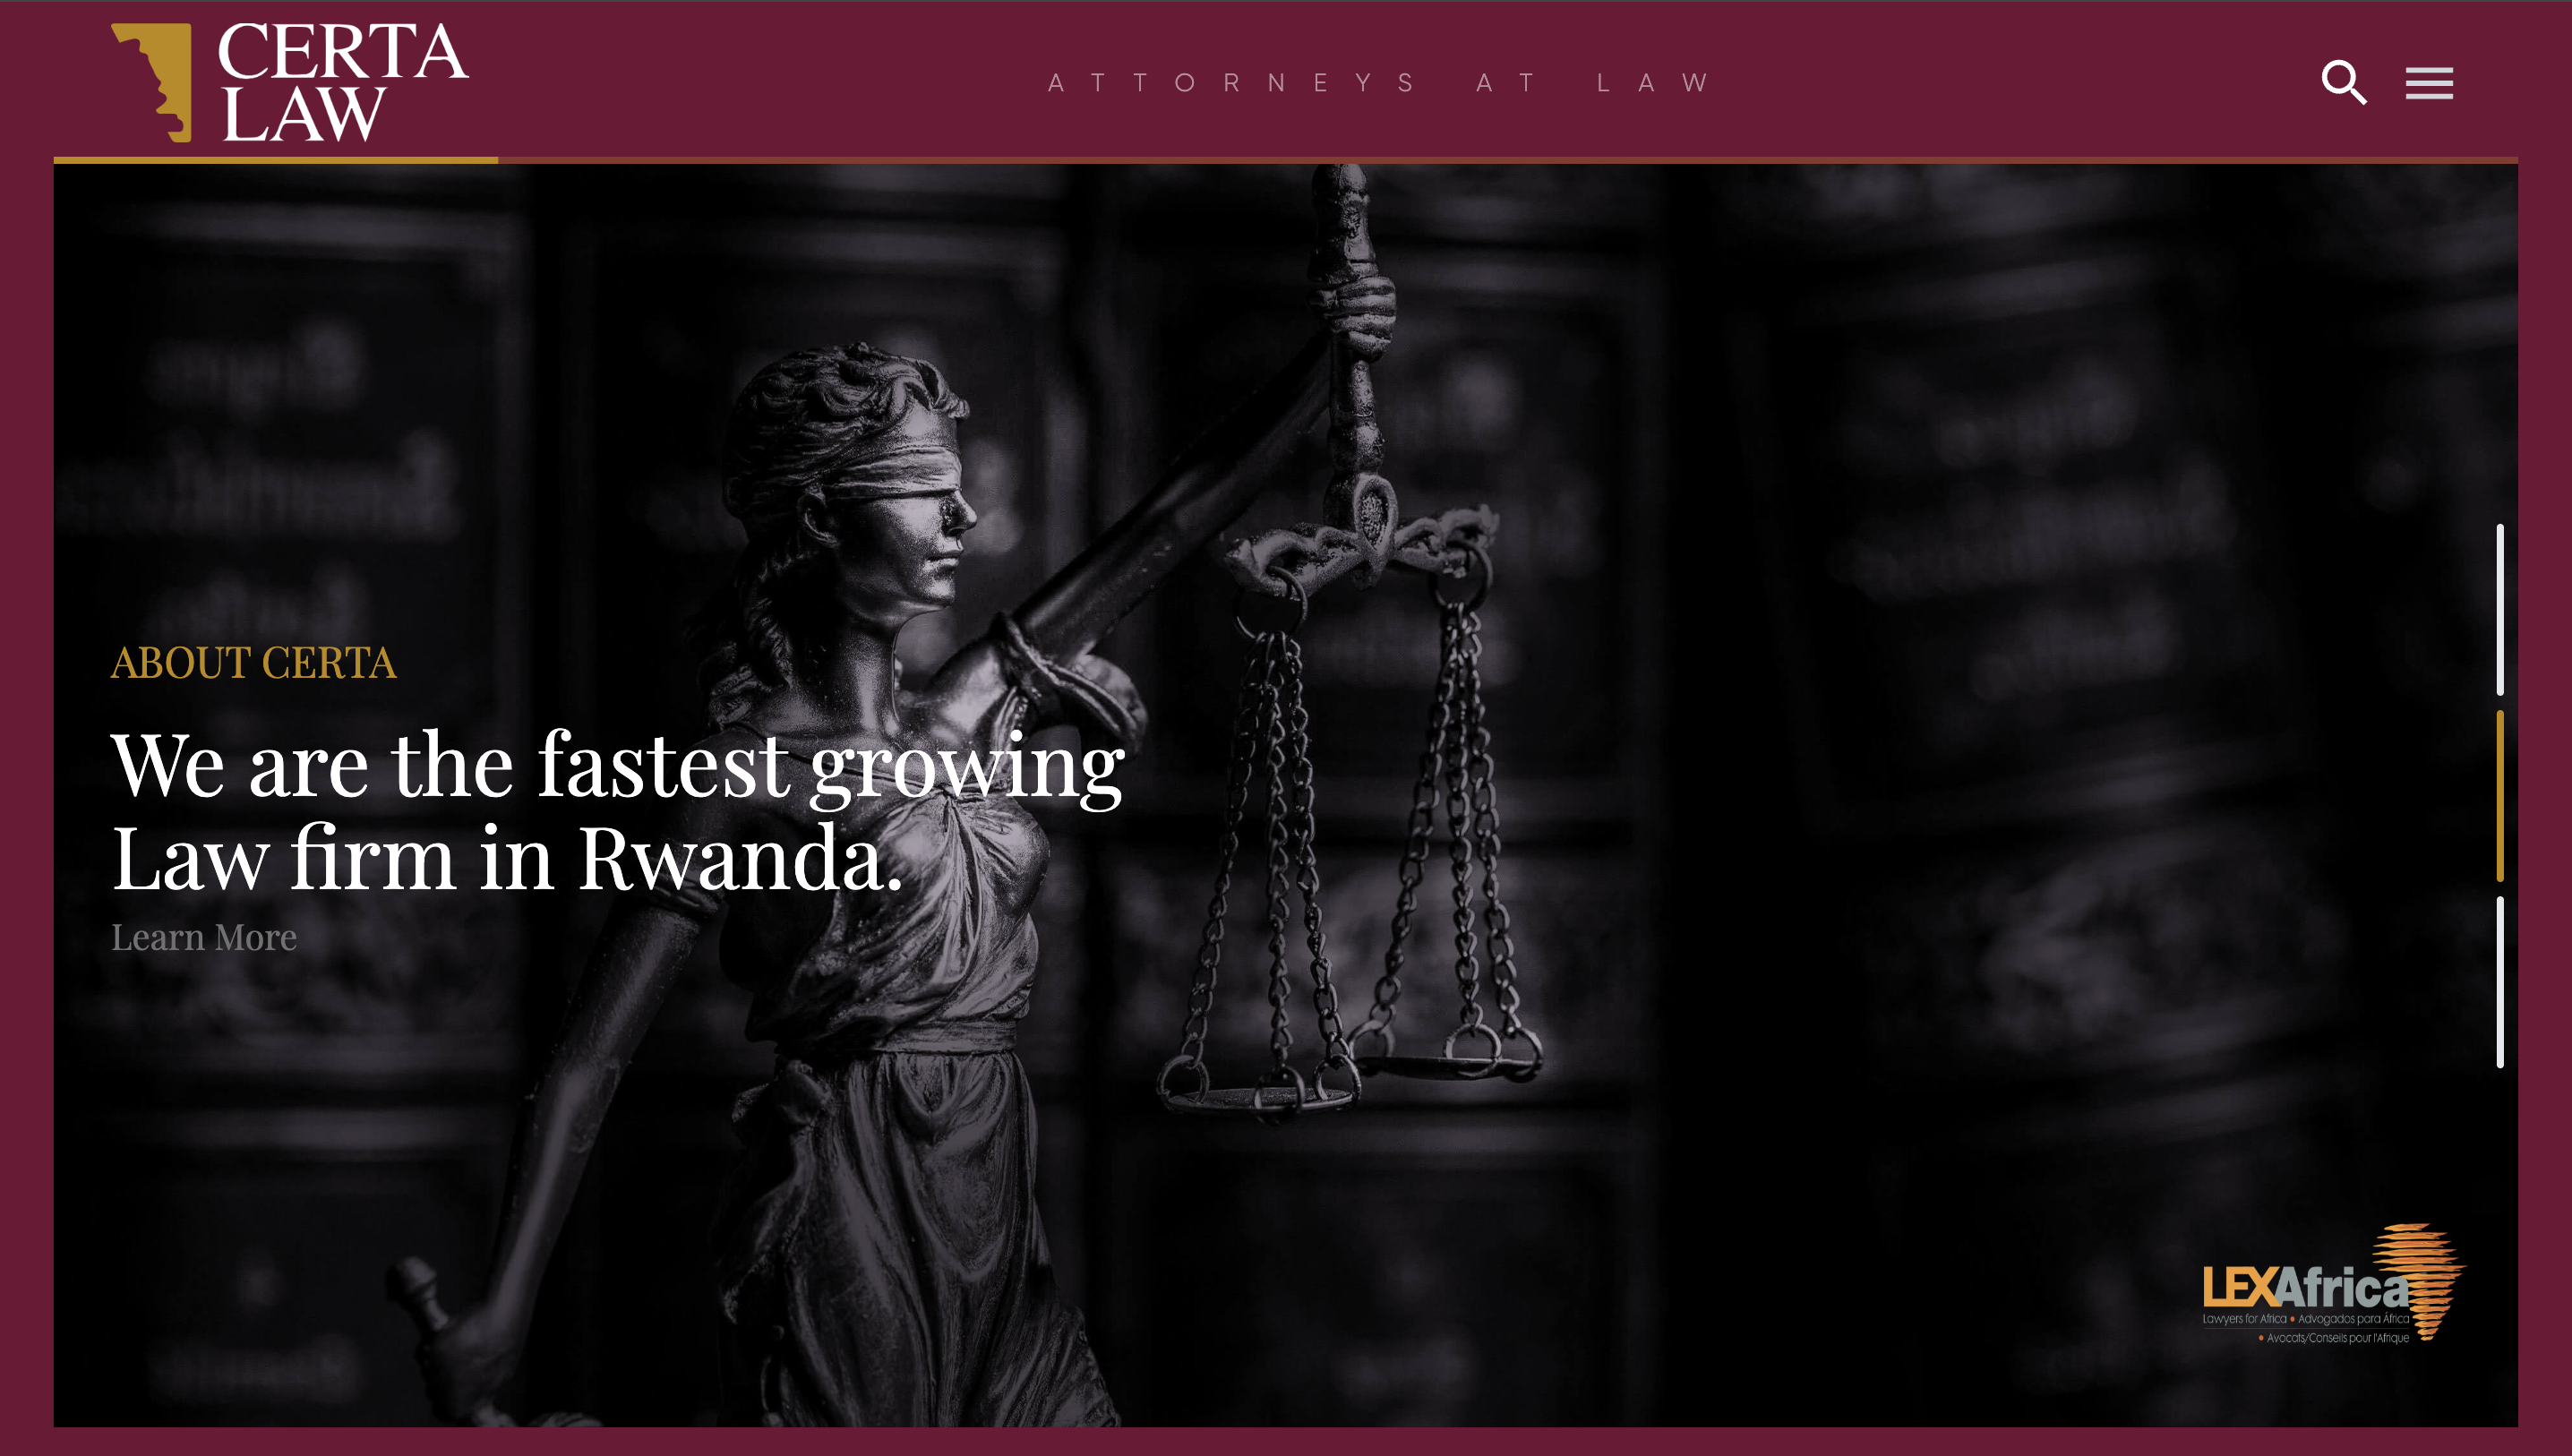 CERTA
LAW
ATTORNEYS AT LAW
ABOUT CERTA
We are the fastest growing
Law firm in Rwanda.
Learn More
LEXAfrica
Lawyers for Africa • Advogados para África
• Avocats/Conseils pour l'Afrique